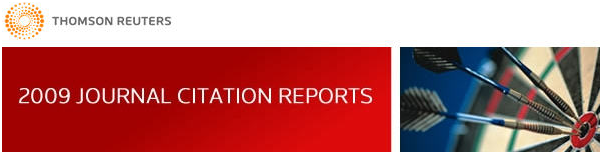 THOMSON REUTERS
2009 JOURNAL CITATION REPORTS